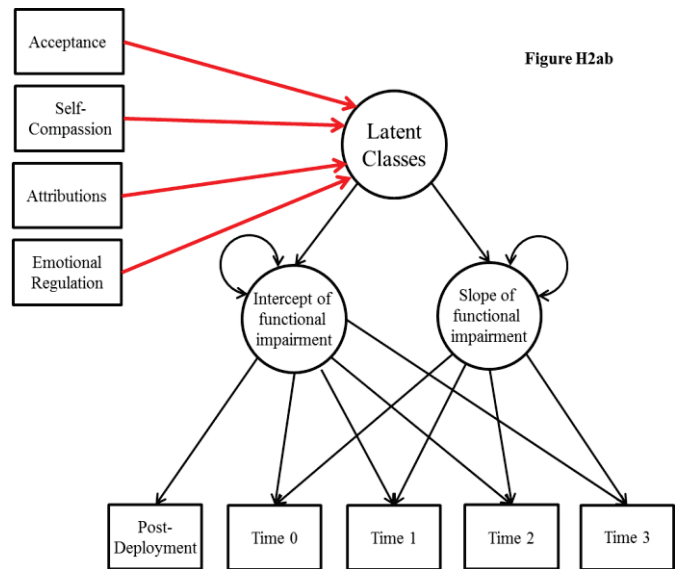 Acceptance
Figure H2ab
Self-
Compassion
Latent
Classes
Attributions
Emotional
Regulation
Intercept of
functional
impairment
Slope of
functional
impairment
Post-
Deployment
Time 0
Time 1
Time 2
Time 3